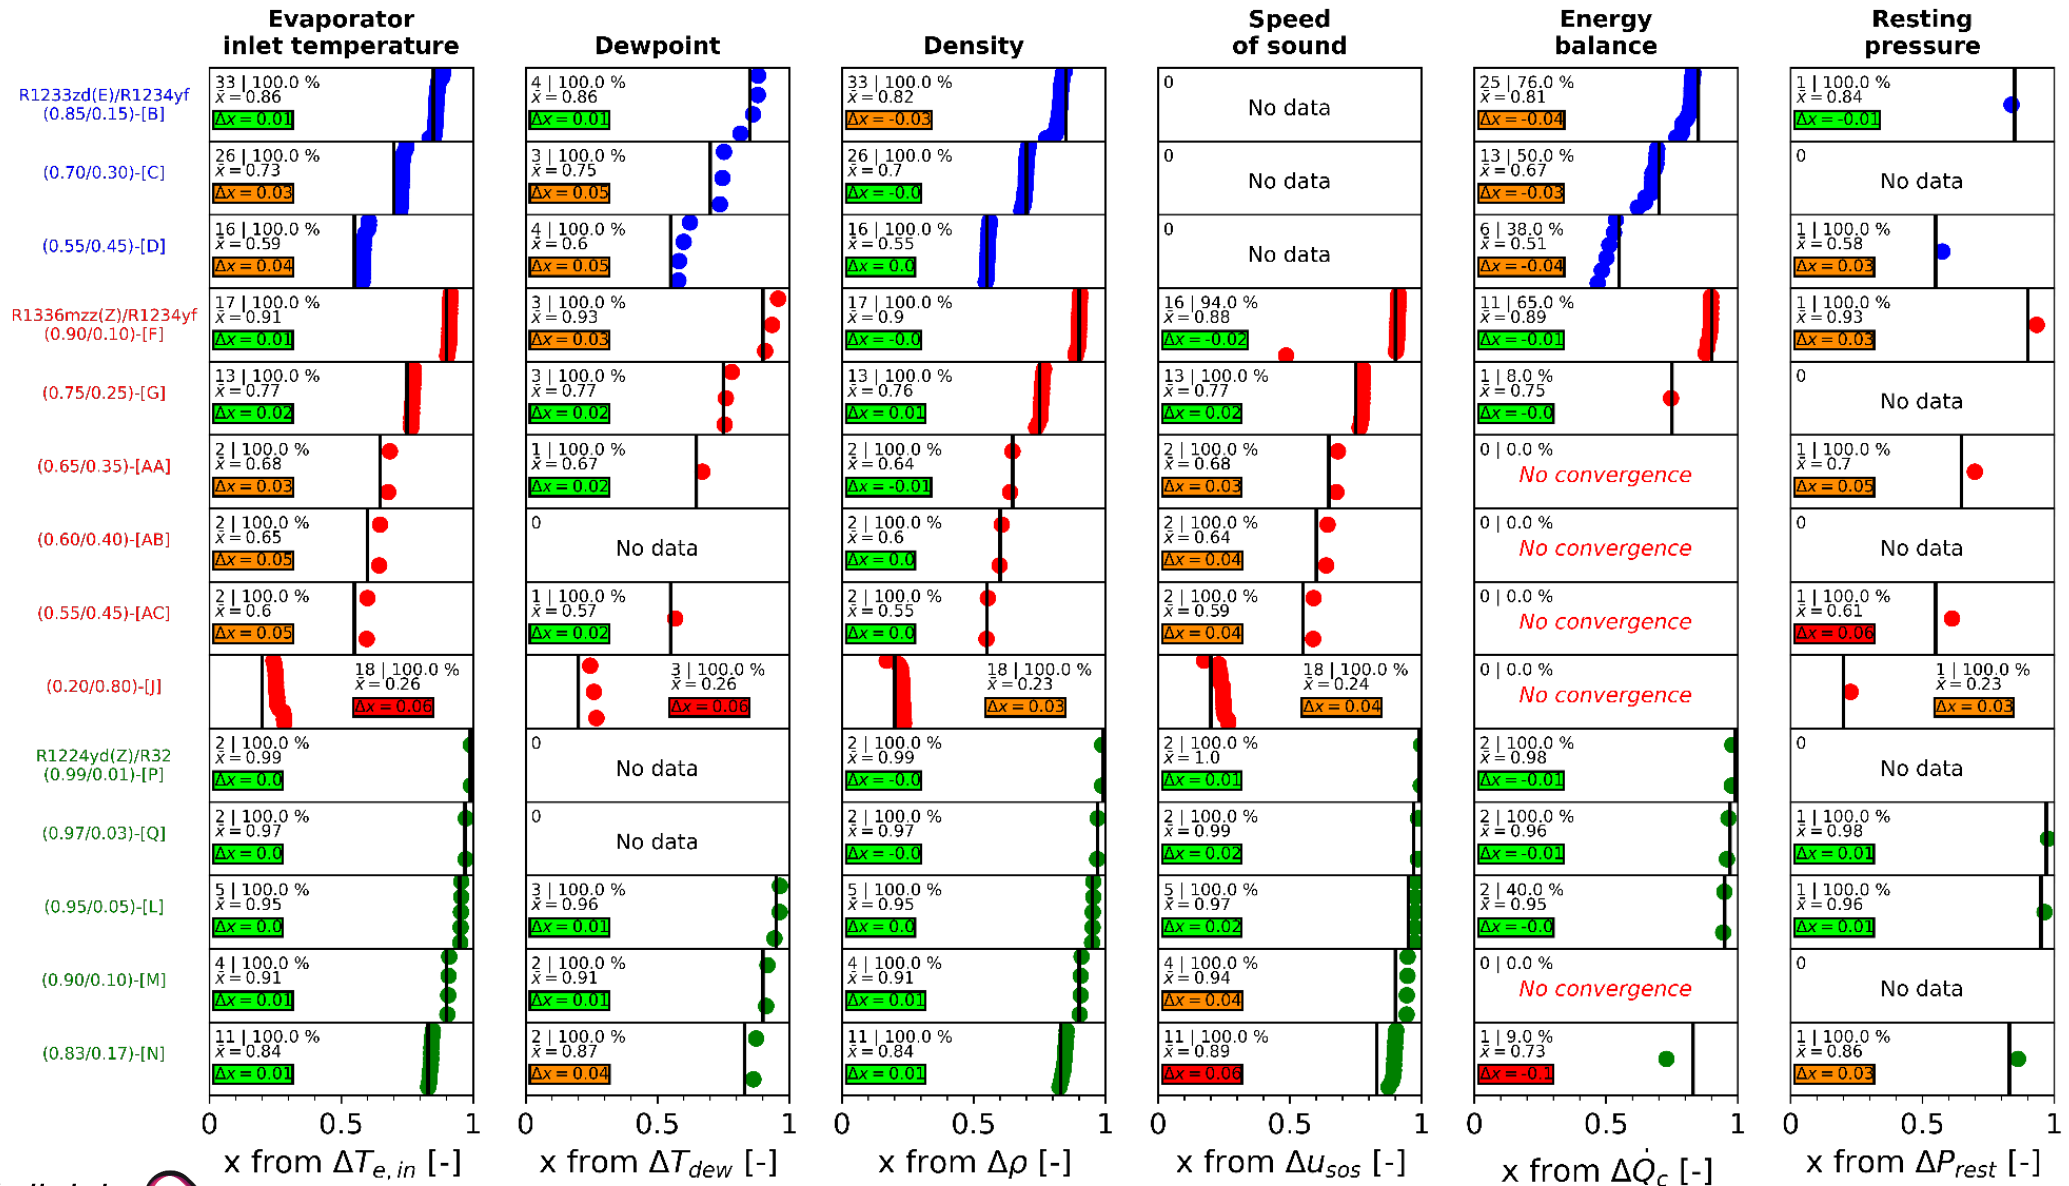 Evaporator
inlet temperature
Dewpoint
Density
Speed
of sound
Energy
balance
Resting
pressure
R1233zd(E)/R1234yf
(0.85/0.15)-[B]
33 | 100.0 %
x̄ = 0.86
Δx = 0.01
4 | 100.0 %
x̄ = 0.86
Δx = 0.01
33 | 100.0 %
x̄ = 0.82
Δx = -0.03
0
No data
25 | 76.0 %
x̄ = 0.81
Δx = -0.04
1 | 100.0 %
x̄ = 0.84
Δx = -0.01
(0.70/0.30)-[C]
26 | 100.0 %
x̄ = 0.73
Δx = 0.03
3 | 100.0 %
x̄ = 0.75
Δx = 0.05
26 | 100.0 %
x̄ = 0.7
Δx = -0.0
0
No data
13 | 50.0 %
x̄ = 0.67
Δx = -0.03
0
No data
(0.55/0.45)-[D]
16 | 100.0 %
x̄ = 0.59
Δx = 0.04
4 | 100.0 %
x̄ = 0.6
Δx = 0.05
16 | 100.0 %
x̄ = 0.55
Δx = 0.0
0
No data
6 | 38.0 %
x̄ = 0.51
Δx = -0.04
1 | 100.0 %
x̄ = 0.58
Δx = 0.03
R1336mzz(Z)/R1234yf
(0.90/0.10)-[F]
17 | 100.0 %
x̄ = 0.91
Δx = 0.01
3 | 100.0 %
x̄ = 0.93
Δx = 0.03
17 | 100.0 %
x̄ = 0.9
Δx = -0.0
16 | 94.0 %
x̄ = 0.88
Δx = -0.02
11 | 65.0 %
x̄ = 0.89
Δx = -0.01
1 | 100.0 %
x̄ = 0.93
Δx = 0.03
(0.75/0.25)-[G]
13 | 100.0 %
x̄ = 0.77
Δx = 0.02
3 | 100.0 %
x̄ = 0.77
Δx = 0.02
13 | 100.0 %
x̄ = 0.76
Δx = 0.01
13 | 100.0 %
x̄ = 0.77
Δx = 0.02
1 | 8.0 %
x̄ = 0.75
Δx = -0.0
0
No data
(0.65/0.35)-[AA]
2 | 100.0 %
x̄ = 0.68
Δx = 0.03
1 | 100.0 %
x̄ = 0.67
Δx = 0.02
2 | 100.0 %
x̄ = 0.64
Δx = -0.01
2 | 100.0 %
x̄ = 0.68
Δx = 0.03
0 | 0.0 %
No convergence
1 | 100.0 %
x̄ = 0.7
Δx = 0.05
(0.60/0.40)-[AB]
2 | 100.0 %
x̄ = 0.65
Δx = 0.05
0
No data
2 | 100.0 %
x̄ = 0.6
Δx = 0.0
2 | 100.0 %
x̄ = 0.64
Δx = 0.04
0 | 0.0 %
No convergence
0
No data
(0.55/0.45)-[AC]
2 | 100.0 %
x̄ = 0.6
Δx = 0.05
1 | 100.0 %
x̄ = 0.57
Δx = 0.02
2 | 100.0 %
x̄ = 0.55
Δx = 0.0
2 | 100.0 %
x̄ = 0.59
Δx = 0.04
0 | 0.0 %
No convergence
1 | 100.0 %
x̄ = 0.61
Δx = 0.06
(0.20/0.80)-[J]
18 | 100.0 %
x̄ = 0.26
Δx = 0.06
3 | 100.0 %
x̄ = 0.26
Δx = 0.06
18 | 100.0 %
x̄ = 0.23
Δx = 0.03
18 | 100.0 %
x̄ = 0.24
Δx = 0.04
0 | 0.0 %
No convergence
1 | 100.0 %
x̄ = 0.23
Δx = 0.03
R1224yd(Z)/R32
(0.99/0.01)-[P]
2 | 100.0 %
x̄ = 0.99
Δx = 0.0
0
No data
2 | 100.0 %
x̄ = 0.99
Δx = -0.0
2 | 100.0 %
x̄ = 1.0
Δx = 0.01
2 | 100.0 %
x̄ = 0.98
Δx = -0.01
0
No data
(0.97/0.03)-[Q]
2 | 100.0 %
x̄ = 0.97
Δx = 0.0
0
No data
2 | 100.0 %
x̄ = 0.97
Δx = -0.0
2 | 100.0 %
x̄ = 0.99
Δx = 0.02
2 | 100.0 %
x̄ = 0.96
Δx = -0.01
1 | 100.0 %
x̄ = 0.98
Δx = 0.01
(0.95/0.05)-[L]
5 | 100.0 %
x̄ = 0.95
Δx = 0.0
3 | 100.0 %
x̄ = 0.96
Δx = 0.01
5 | 100.0 %
x̄ = 0.95
Δx = 0.0
5 | 100.0 %
x̄ = 0.97
Δx = 0.02
2 | 40.0 %
x̄ = 0.95
Δx = -0.0
1 | 100.0 %
x̄ = 0.96
Δx = 0.01
(0.90/0.10)-[M]
4 | 100.0 %
x̄ = 0.91
Δx = 0.01
2 | 100.0 %
x̄ = 0.91
Δx = 0.01
4 | 100.0 %
x̄ = 0.91
Δx = 0.01
4 | 100.0 %
x̄ = 0.94
Δx = 0.04
0 | 0.0 %
No convergence
0
No data
(0.83/0.17)-[N]
11 | 100.0 %
x̄ = 0.84
Δx = 0.01
2 | 100.0 %
x̄ = 0.87
Δx = 0.04
11 | 100.0 %
x̄ = 0.84
Δx = 0.01
11 | 100.0 %
x̄ = 0.89
Δx = 0.06
1 | 9.0 %
x̄ = 0.73
Δx = -0.1
1 | 100.0 %
x̄ = 0.86
Δx = 0.03
0 0.5 1 0 0.5 1 0 0.5 1 0 0.5 1 0 0.5 1 0 0.5 1
x from ΔT_{e, in} [-]
x from ΔT_{dew} [-]
x from Δρ [-]
x from Δu_{sos} [-]
x from ΔQ̇_c [-]
x from ΔP_{rest} [-]